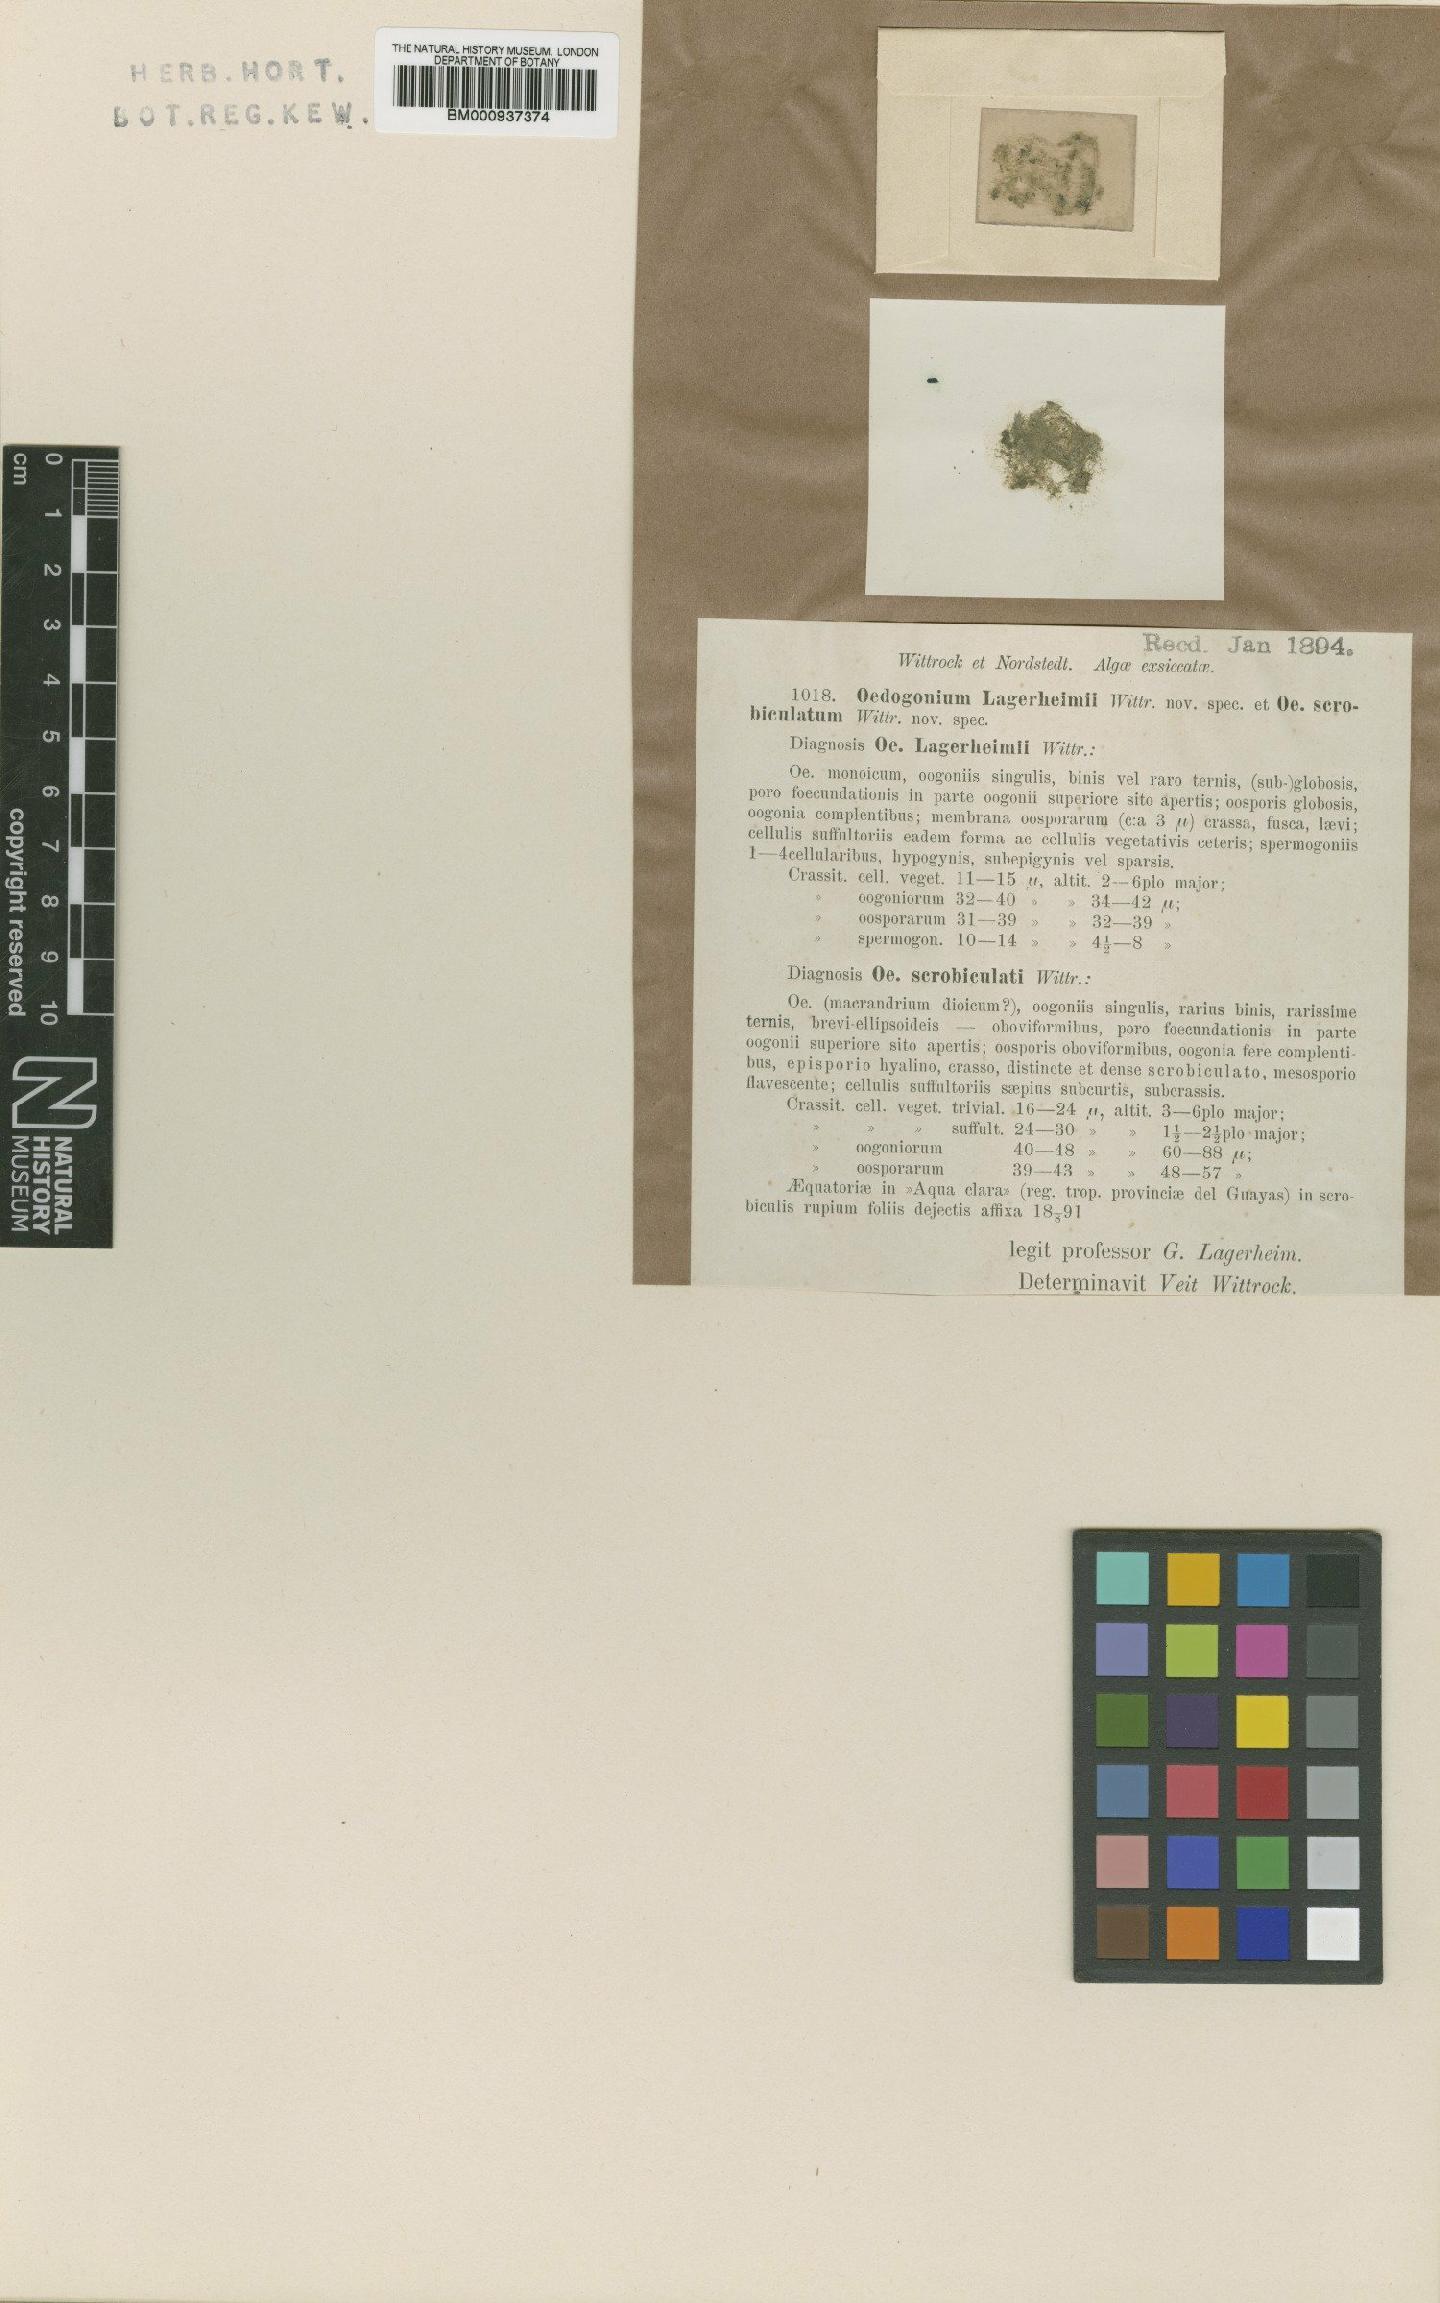 HERB.HORT.
BOT.REG.KEW.
THE NATURAL HISTORY MUSEUM, LONDON
DEPARTMENT OF BOTANY
BM000937374
Recd. Jan 1894.
Wittrock et Nordstedt. Algæ exsiccatæ.
1018. Oedogonium Lagerheimii Wittr. nov. spec. et Oe. scro-
biculatum Wittr. nov. spec.
Diagnosis Oe. Lagerheimii Wittr.:
Oe. monoicum, oogoniis singulis, binis vel raro ternis, (sub-)globosis,
poro foecundationis in parte oogonii superiore sito apertis; oosporis globosis,
oogonia complentibus; membrana oosporarum (c:a 3 µ) crassa, fusca, lævi;
cellulis suffultoriis eadem forma ac cellulis vegetativis ceteris; spermogoniis
1—4cellularibus, hypogynis, subepigynis vel sparsis.
Crassit. cell. veget. 11—15 µ, altit. 2—6plo major;
» oogoniorum 32—40 » » 34—42 µ;
» oosporarum 31—39 » » 32—39 »
» spermogon. 10—14 » » 4½—8 »
Diagnosis Oe. scrobiculati Wittr.:
Oe. (macrandrium dioicum?), oogoniis singulis, rarius binis, rarissime
ternis, brevi-ellipsoideis — oboviformibus, poro foecundationis in parte
oogonii superiore sito apertis; oosporis oboviformibus, oogonia fere complenti-
bus, episporio hyalino, crasso, distincte et dense scrobiculato, mesosporio
flavescente; cellulis suffultoriis sæpius subcurtis, subcrassis.
Crassit. cell. veget. trivial. 16—24 µ, altit. 3—6plo major;
» » » suffult. 24—30 » » 1½—2½plo major;
» oogoniorum 40—48 » » 60—88 µ;
» oosporarum 39—43 » » 48—57 »
Æquatoriæ in »Aqua clara» (reg. trop. provinciæ del Guayas) in scro-
biculis rupium foliis dejectis affixa 18 91
legit professor G. Lagerheim.
Determinavit Veit Wittrock.
cm
0 1 2 3 4 5 6 7 8 9 10
copyright reserved
NATURAL
HISTORY
MUSEUM